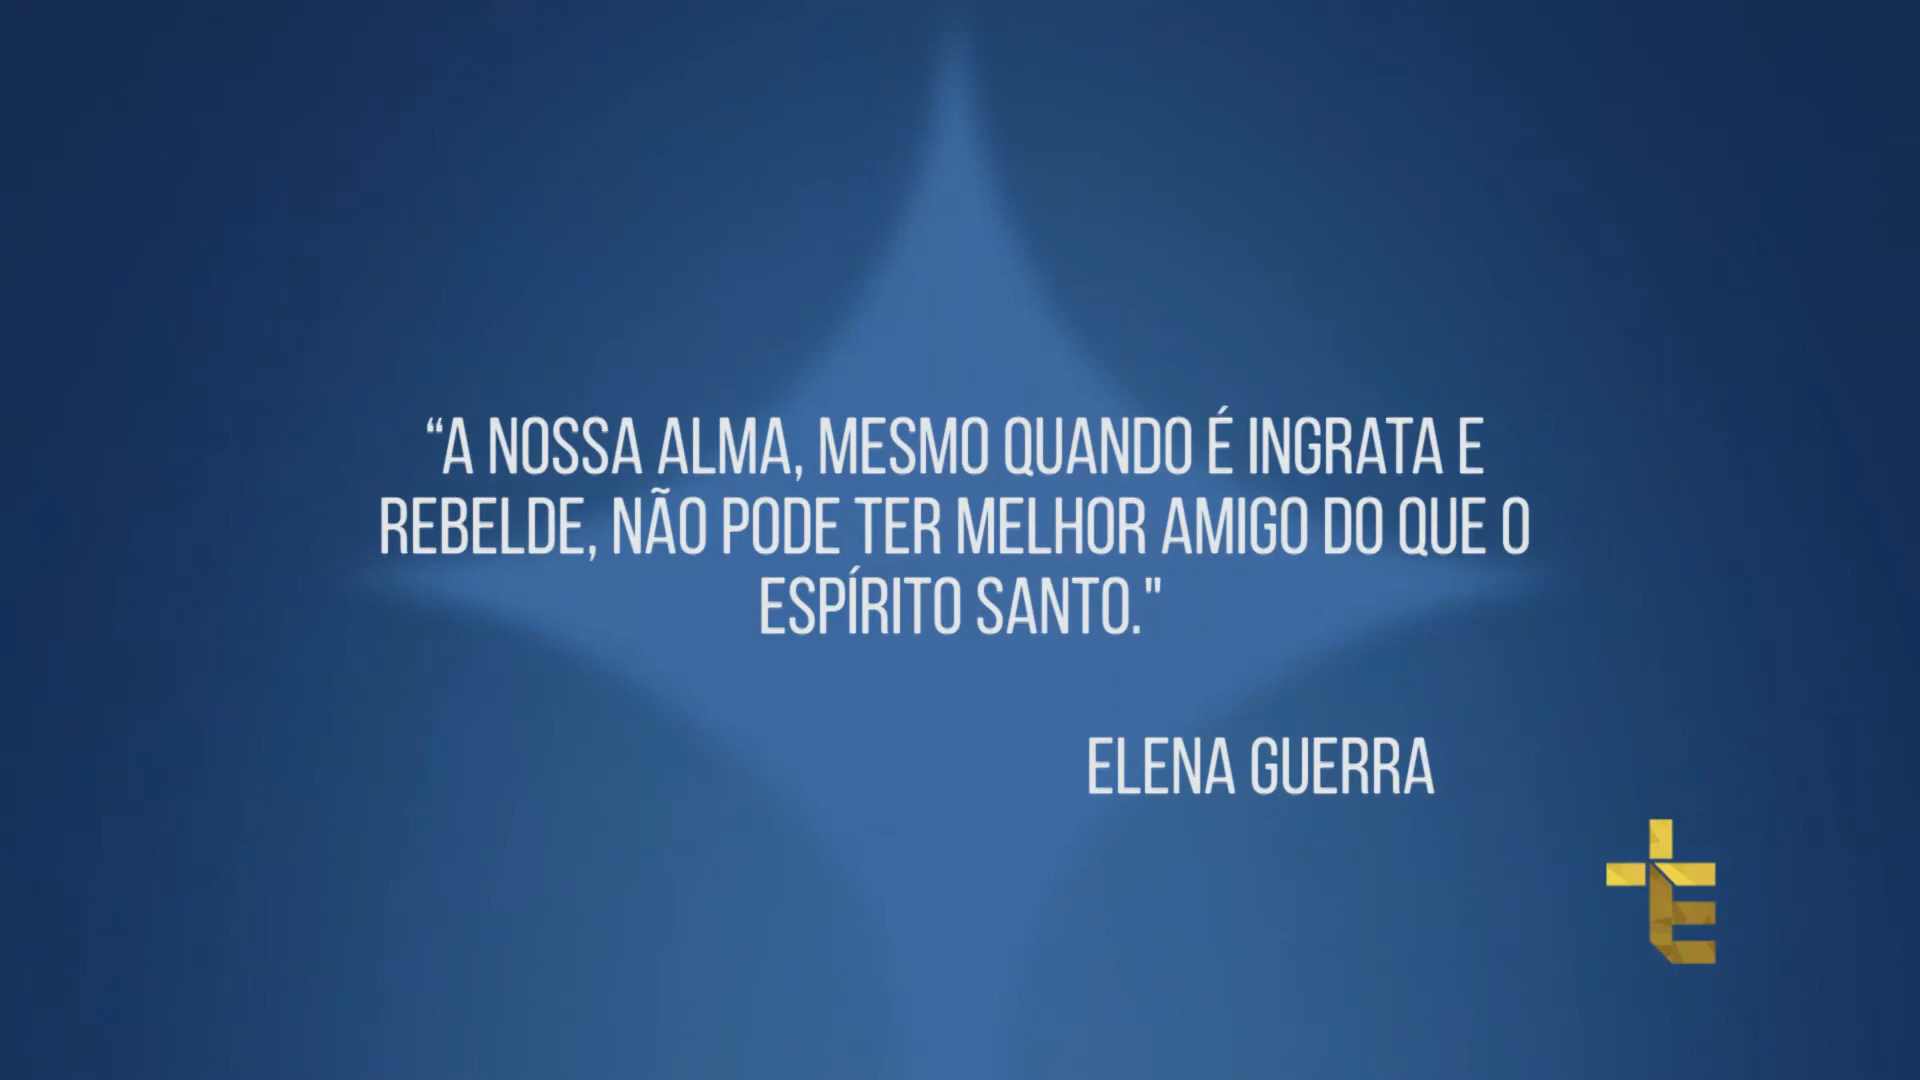 “A NOSSA ALMA, MESMO QUANDO É INGRATA E
REBELDE, NÃO PODE TER MELHOR AMIGO DO QUE O
ESPÍRITO SANTO."
ELENA GUERRA